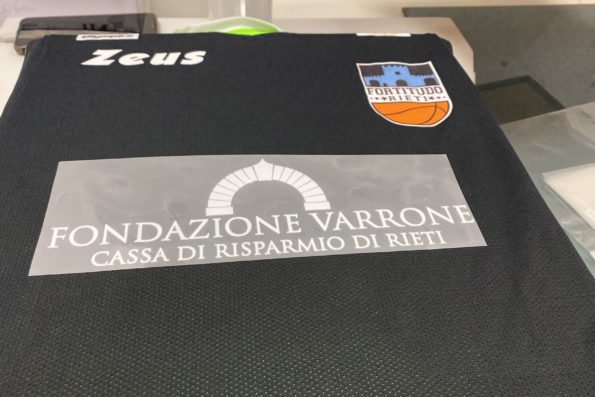 Zeus
FORTITUDO
RIETI
FONDAZIONE VARRONE
CASSA DI RISPARMIO DI RIETI